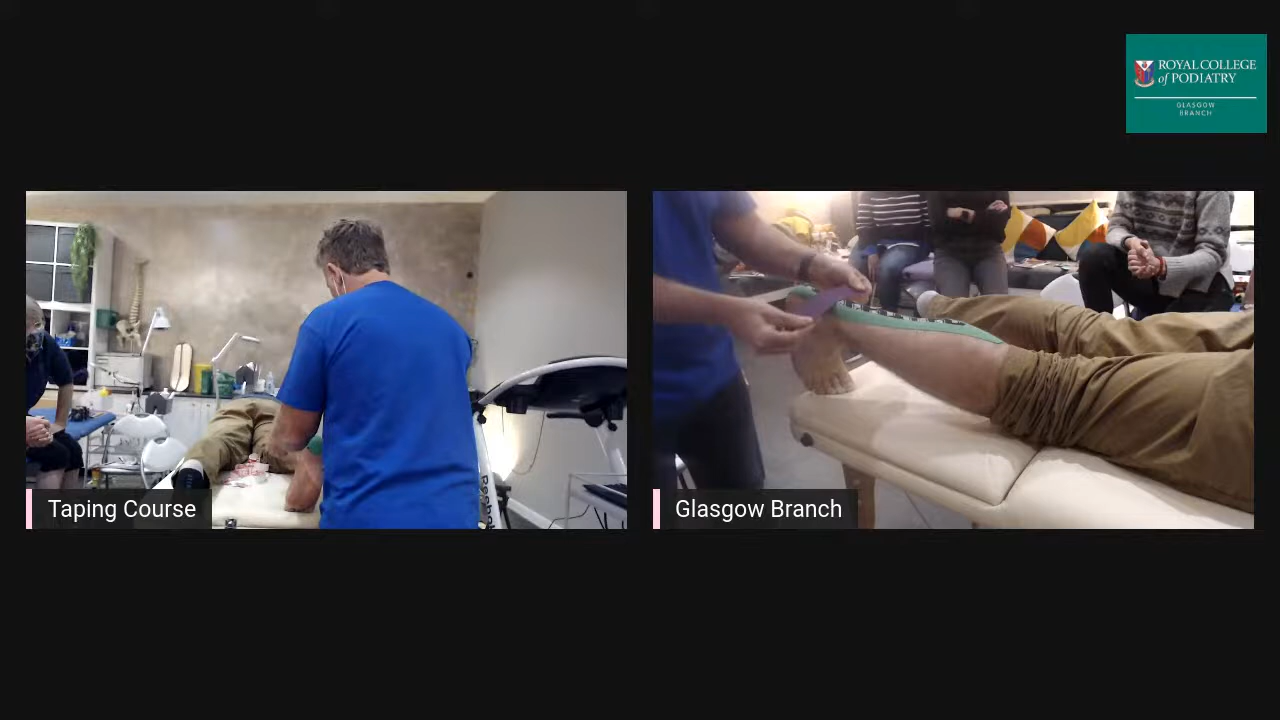 ROYAL COLLEGE
of PODIATRY
GLASGOW
BRANCH
Taping Course
Glasgow Branch